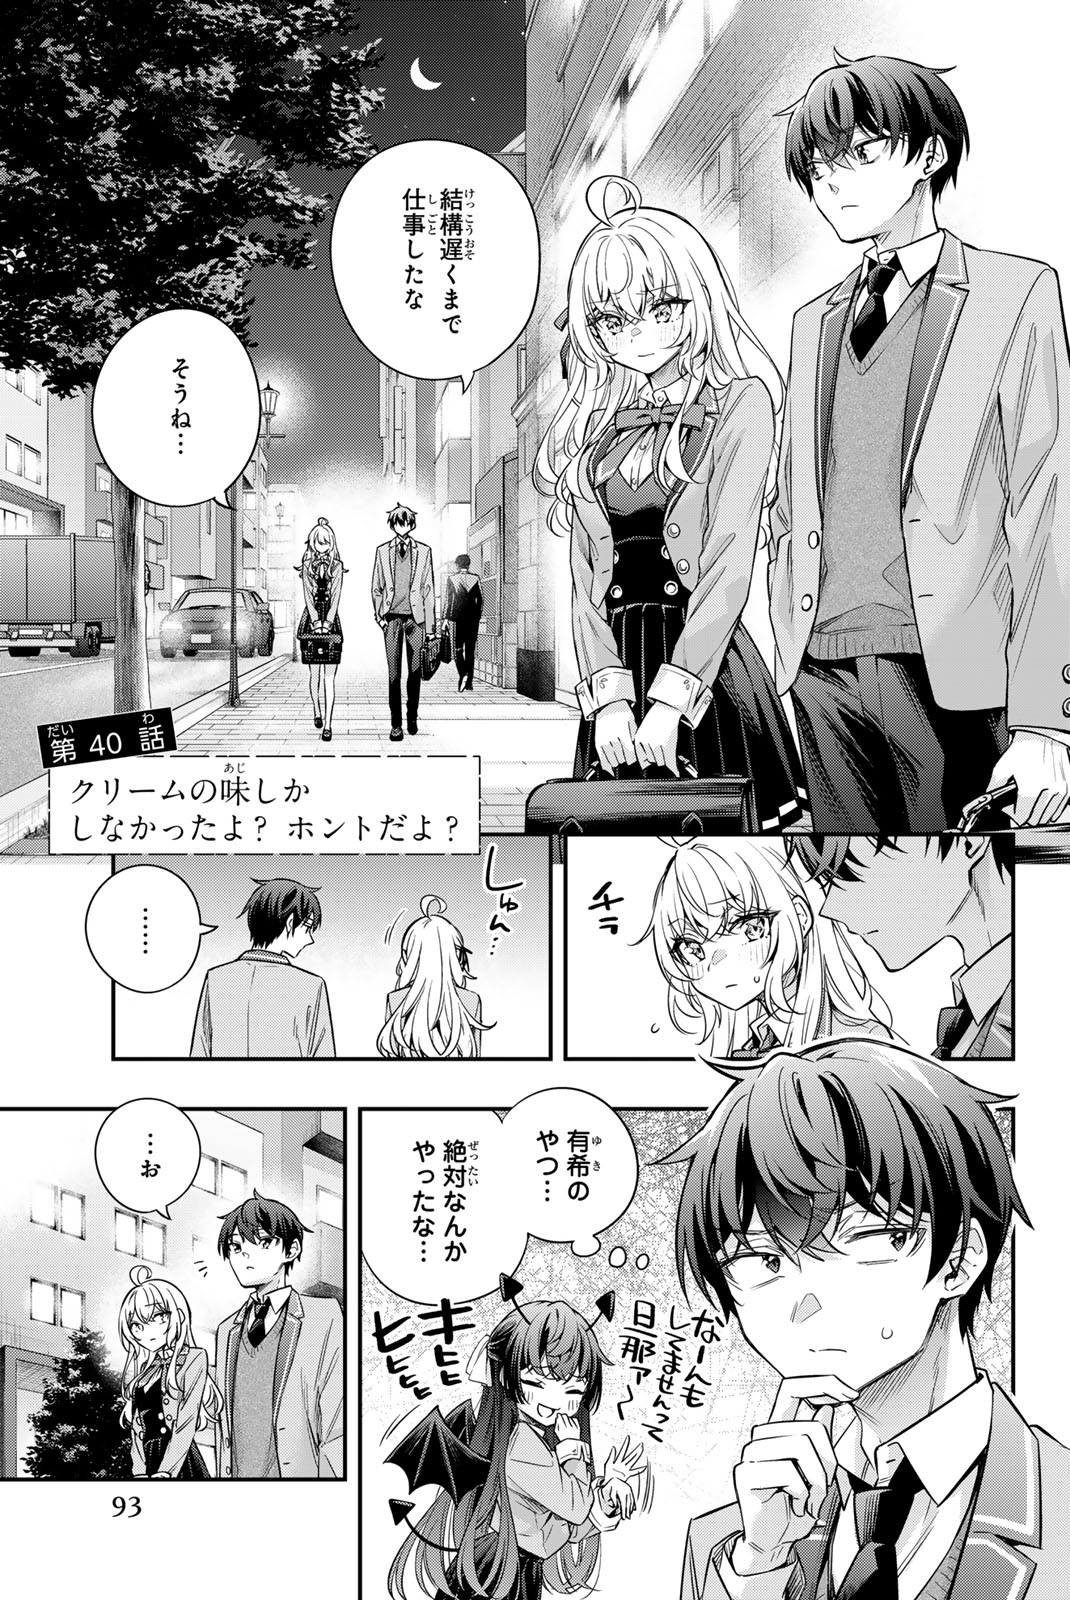 結構遅くまで
仕事したな
そうね…
第40話
クリームの味しか
しなかったよ？ ホントだよ？
チラ
しゅん…
……
有希の
やつ…
絶対なんか
やったな…
なーんも
してませんって
旦那ァ〜
キヒヒ
ヒヒヒ
…お
93